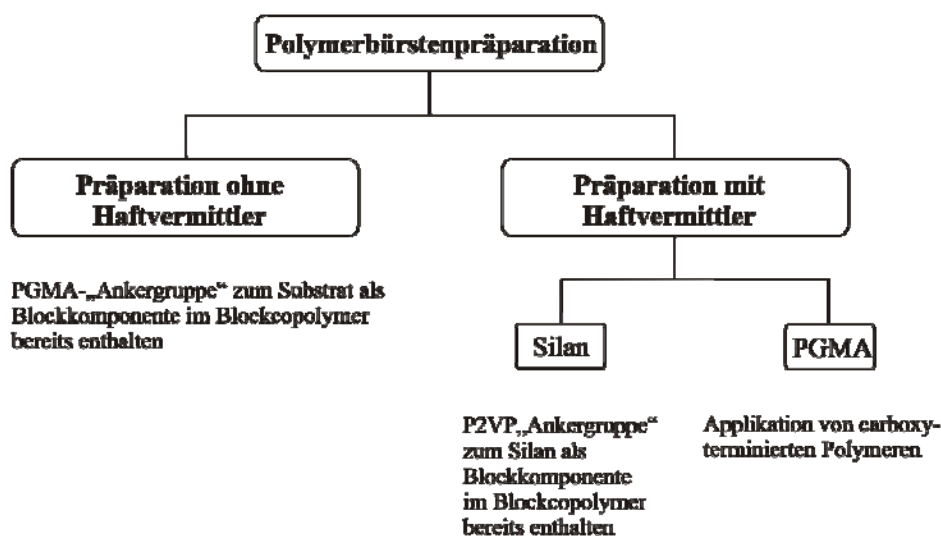 Polymerbürstenpräparation
Präparation ohne
Haftvermittler
Präparation mit
Haftvermittler
PGMA-„Ankergruppe“ zum Substrat als
Blockkomponente im Blockcopolymer
bereits enthalten
Silan
PGMA
P2VP„Ankergruppe“
zum Silan als
Blockkomponente
im Blockcopolymer
bereits enthalten
Applikation von carboxy-
terminierten Polymeren